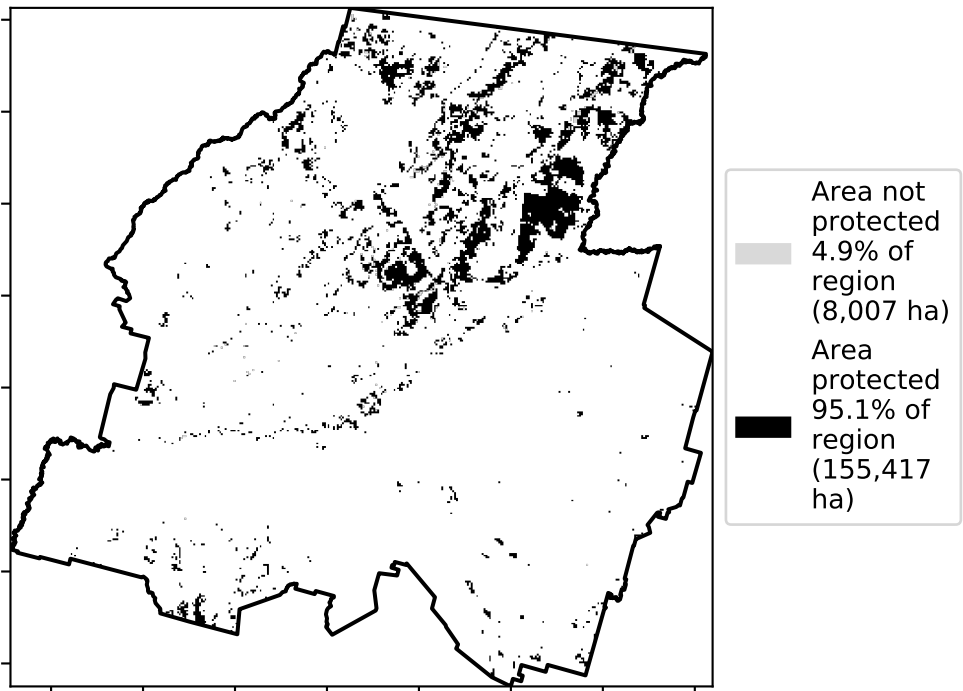 Area not
protected
4.9% of
region
(8,007 ha)
Area
protected
95.1% of
region
(155,417
ha)